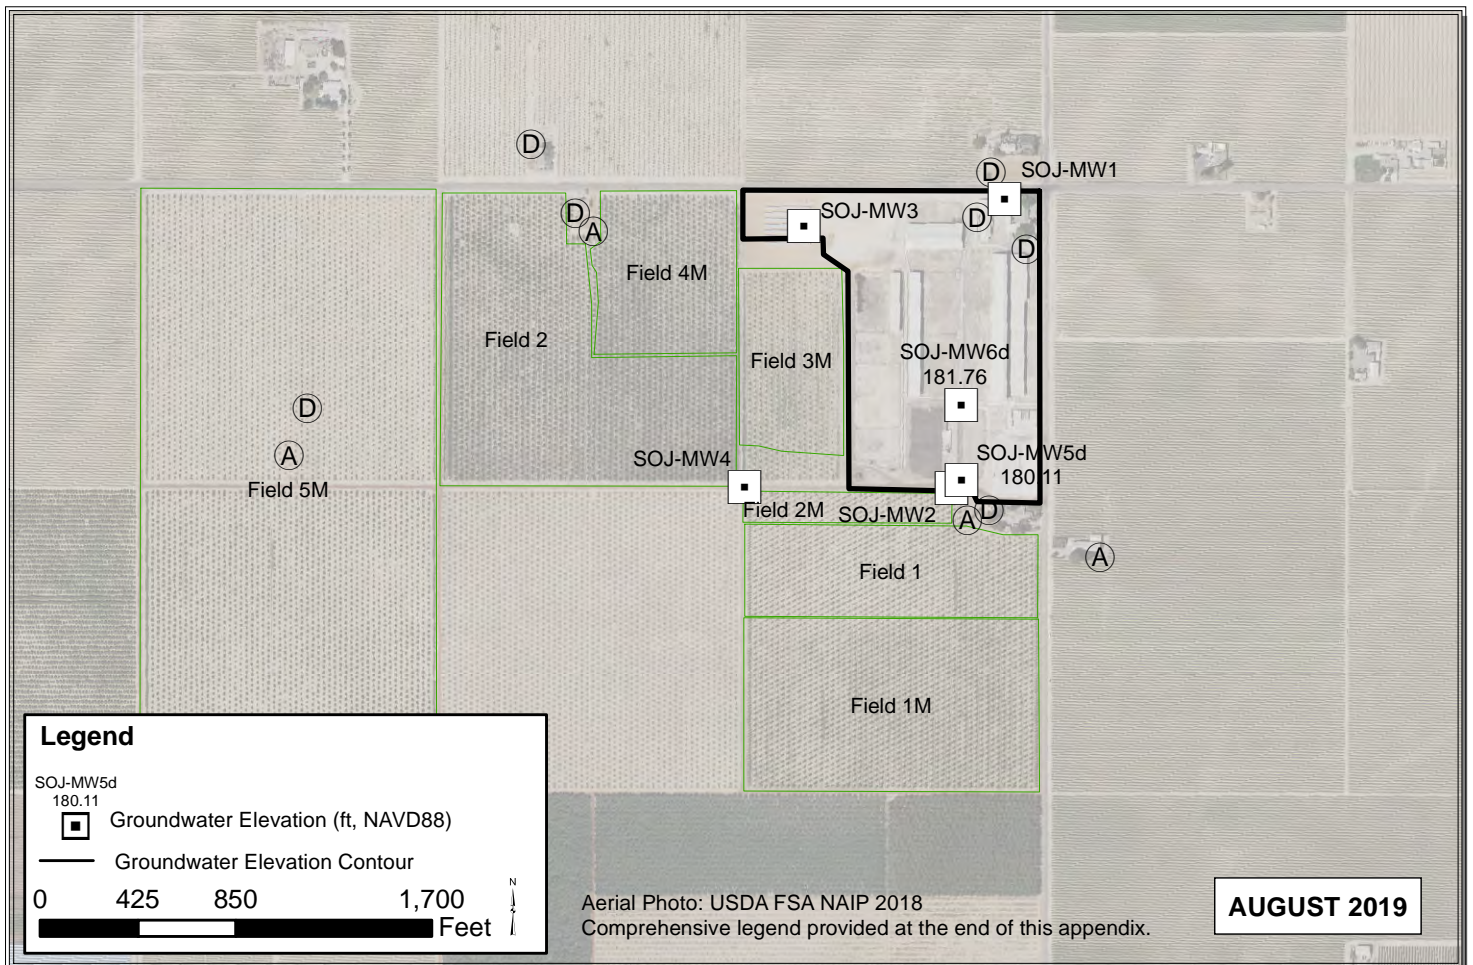 D
D
SOJ-MW1
SOJ-MW3
D
D
A
D
Field 4M
Field 2
SOJ-MW6d
Field 3M
181.76
D
SOJ-MW4
SOJ-MW5d
A
180.11
Field 5M
Field 2M
SOJ-MW2
D
A
A
Field 1
Field 1M
Legend
SOJ-MW5d
180.11
Groundwater Elevation (ft, NAVD88)
Groundwater Elevation Contour
0 425 850 1,700
Feet
N
Aerial Photo: USDA FSA NAIP 2018
Comprehensive legend provided at the end of this appendix.
AUGUST 2019